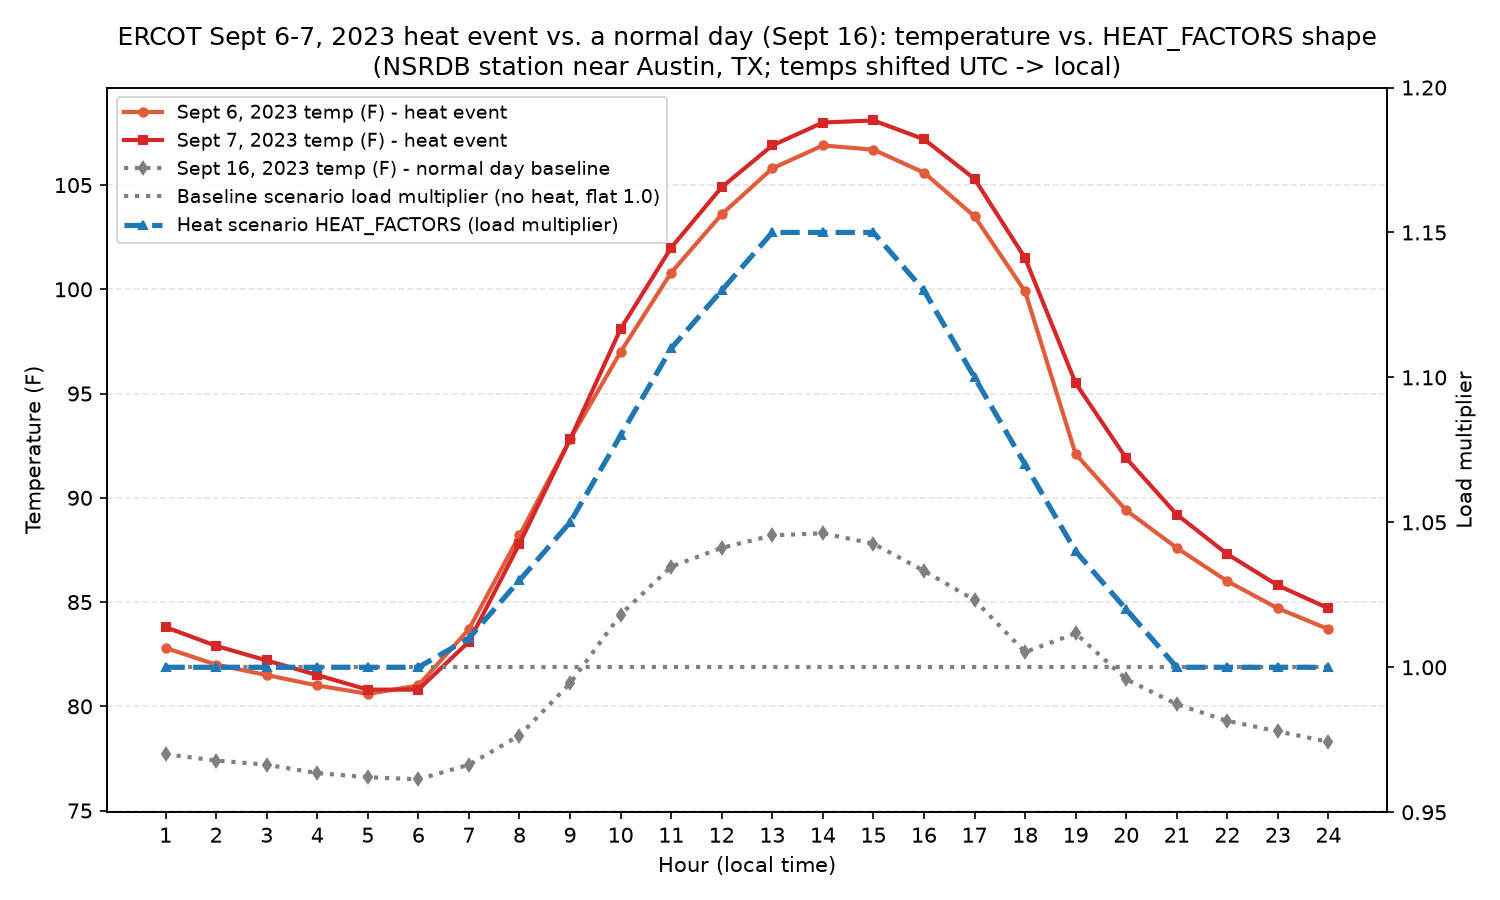 ERCOT Sept 6-7, 2023 heat event vs. a normal day (Sept 16): temperature vs. HEAT_FACTORS shape
(NSRDB station near Austin, TX; temps shifted UTC -> local)
Sept 6, 2023 temp (F) - heat event
Sept 7, 2023 temp (F) - heat event
Sept 16, 2023 temp (F) - normal day baseline
Baseline scenario load multiplier (no heat, flat 1.0)
Heat scenario HEAT_FACTORS (load multiplier)
Temperature (F)
105
100
95
90
85
80
75
1.20
1.15
1.10
1.05
1.00
0.95
Load multiplier
1 2 3 4 5 6 7 8 9 10 11 12 13 14 15 16 17 18 19 20 21 22 23 24
Hour (local time)